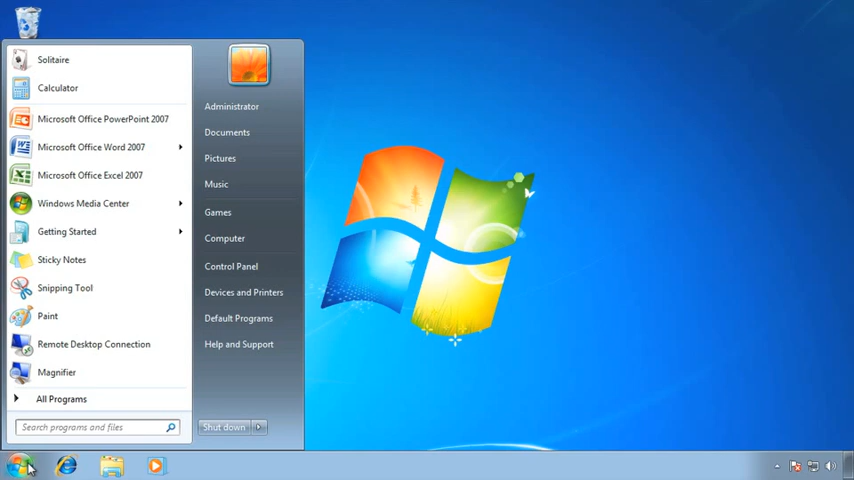 Solitaire
Calculator
Microsoft Office PowerPoint 2007
Microsoft Office Word 2007
Microsoft Office Excel 2007
Windows Media Center
Getting Started
Sticky Notes
Snipping Tool
Paint
Remote Desktop Connection
Magnifier
All Programs
Search programs and files
Administrator
Documents
Pictures
Music
Games
Computer
Control Panel
Devices and Printers
Default Programs
Help and Support
Shut down